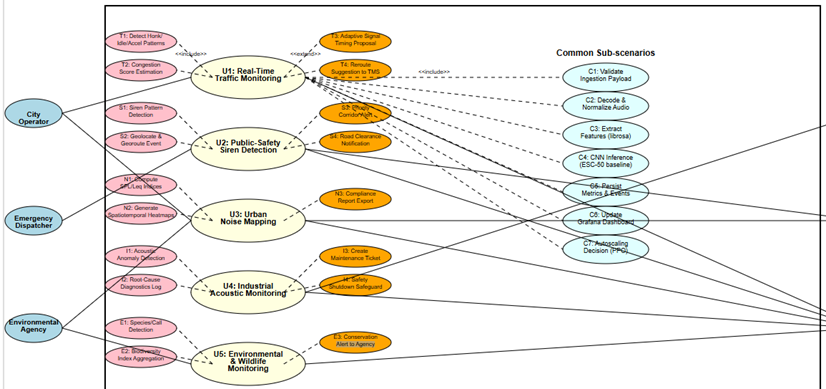 T1: Detect Honk/
Idle/Accel Patterns
T3: Adaptive Signal
Timing Proposal
<<include>>
<<extend>>
Common Sub-scenarios
T2: Congestion
Score Estimation
U1: Real-Time
Traffic Monitoring
T4: Reroute
Suggestion to TMS
<<include>>
C1: Validate
Ingestion Payload
City
Operator
S1: Siren Pattern
Detection
Corridor Alert
C2: Decode &
Normalize Audio
S2: Geolocate &
Georoute Event
U2: Public-Safety
Siren Detection
S4: Road Clearance
Notification
C3: Extract
Features (librosa)
C4: CNN Inference
(ESC-50 baseline)
N1: Compute
SPL/Leq Indices
N3: Compliance
Report Export
C5: Persist
Metrics & Events
Emergency
Dispatcher
N2: Generate
Spatiotemporal Heatmaps
U3: Urban
Noise Mapping
C6: Update
Grafana Dashboard
I1: Acoustic
Anomaly Detection
I3: Create
Maintenance Ticket
C7: Autoscaling
Decision (PPO)
I2: Root-Cause
Diagnostics Log
U4: Industrial
Acoustic Monitoring
I4: Safety
Shutdown Safeguard
Environmental
Agency
E1: Species/Call
Detection
E3: Conservation
Alert to Agency
E2: Biodiversity
Index Aggregation
U5: Environmental
& Wildlife
Monitoring